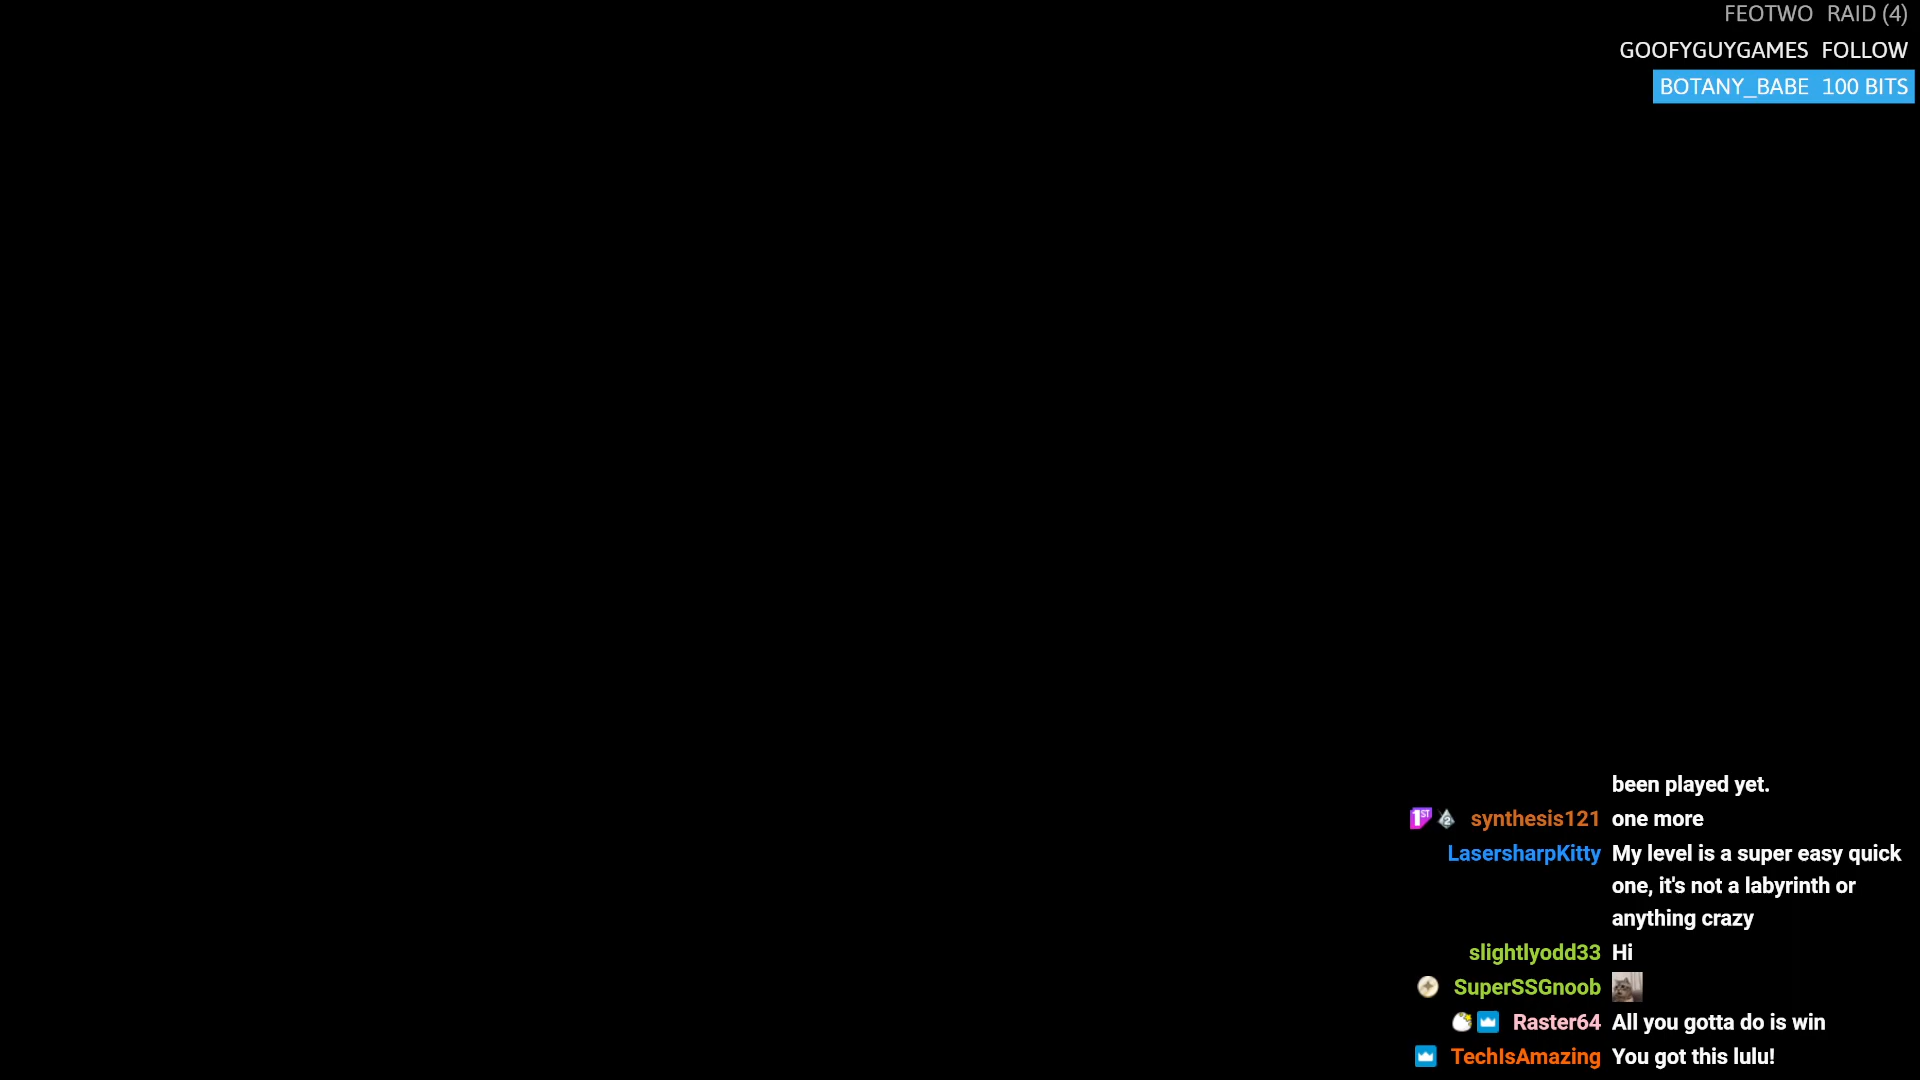 FEOTWO RAID (4)
GOOFYGUYGAMES FOLLOW
BOTANY_BABE 100 BITS
been played yet.
1ST 2 synthesis121 one more
LasersharpKitty My level is a super easy quick
one, it's not a labyrinth or
anything crazy
slightlyodd33 Hi
SuperSSGnoob
Raster64 All you gotta do is win
TechIsAmazing You got this lulu!